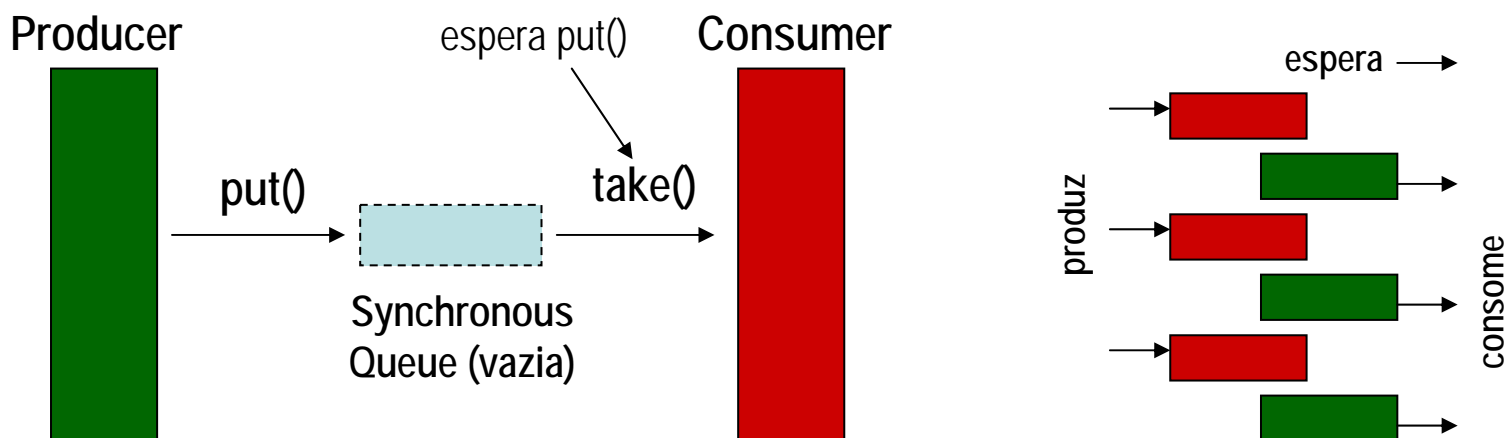 Producer
espera put()
Consumer
put()
take()
Synchronous
Queue (vazia)
espera
produz
consome